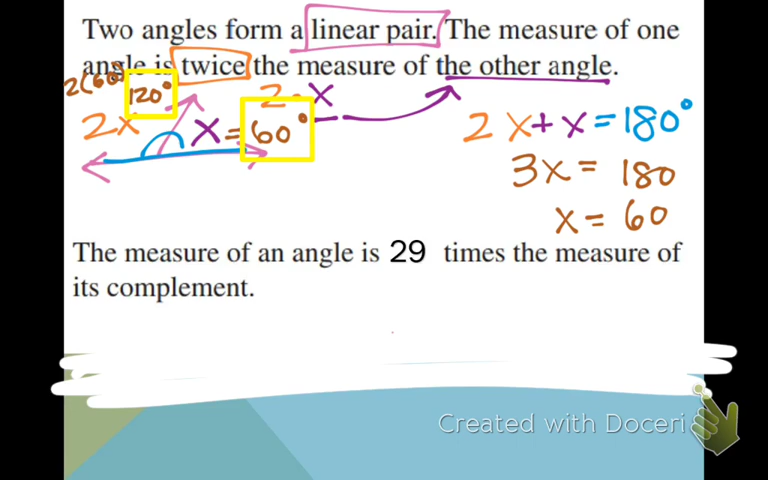 Two angles form a linear pair. The measure of one
angle is twice the measure of the other angle.
2(60)
120°
2x
x = 60°
2 · x
2x + x = 180°
3x = 180
x = 60
The measure of an angle is 29 times the measure of
its complement.
Created with Doceri